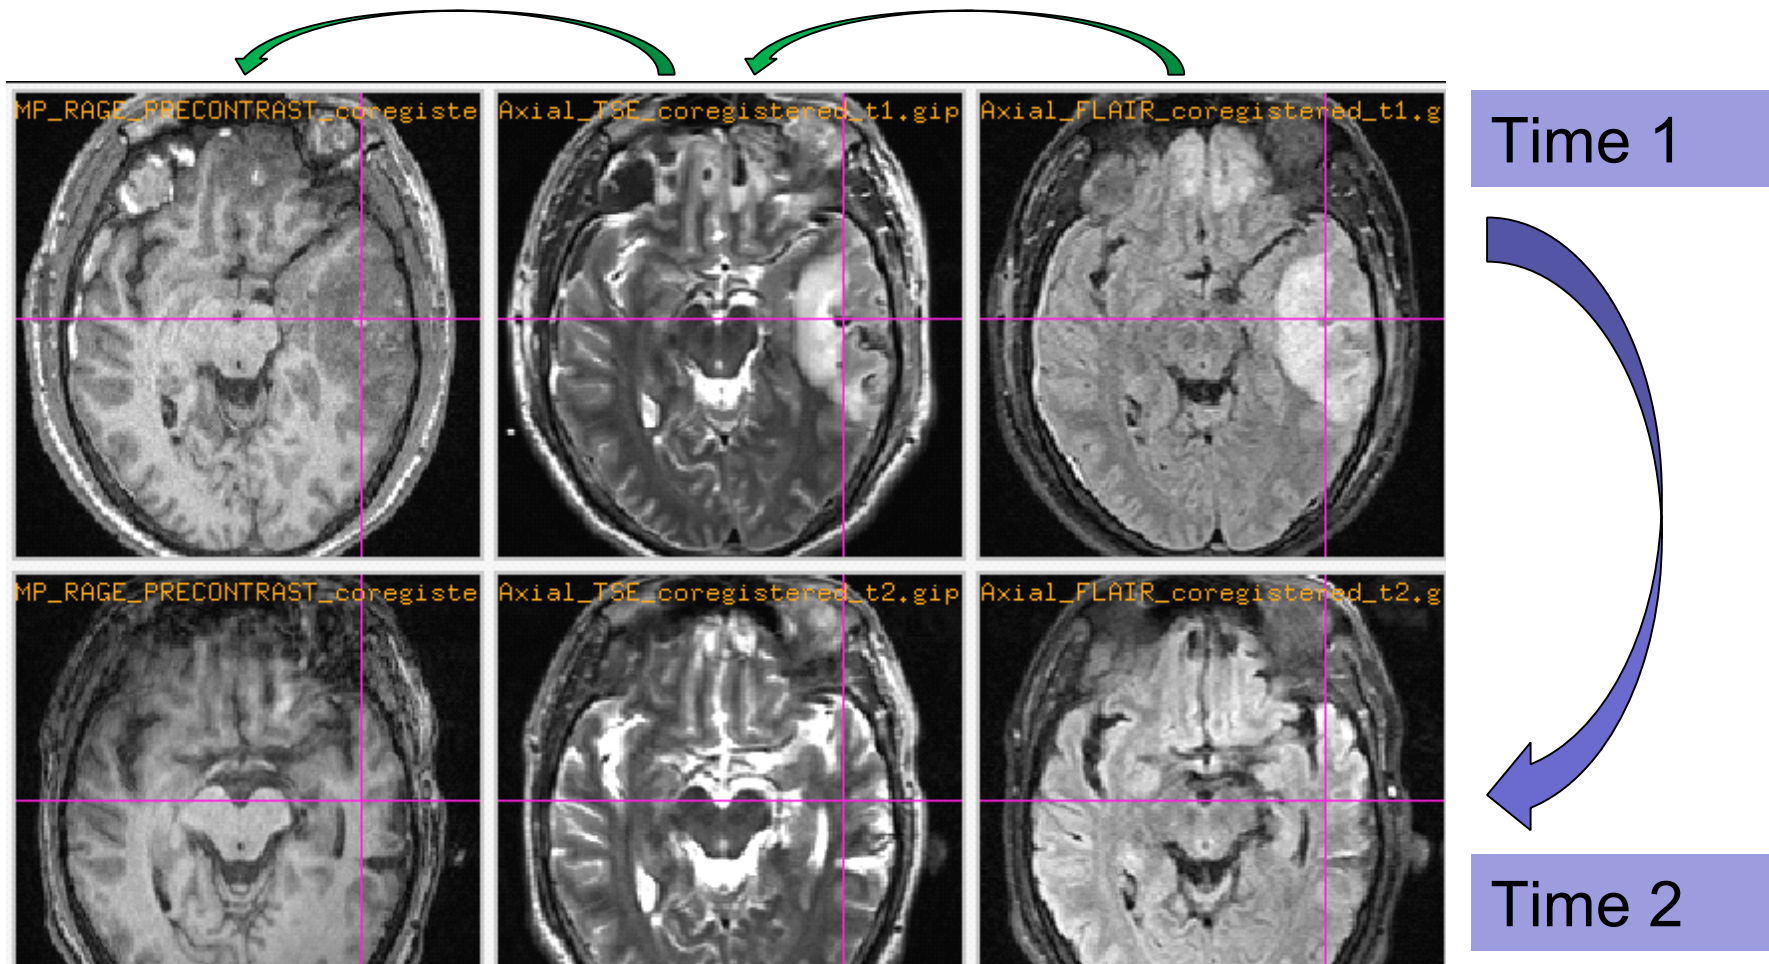 MP_RAGE_PRECONTRAST_coregiste
Axial_TSE_coregistered_t1.gip
Axial_FLAIR_coregistered_t1.g
Time 1
MP_RAGE_PRECONTRAST_coregiste
Axial_TSE_coregistered_t2.gip
Axial_FLAIR_coregistered_t2.g
Time 2